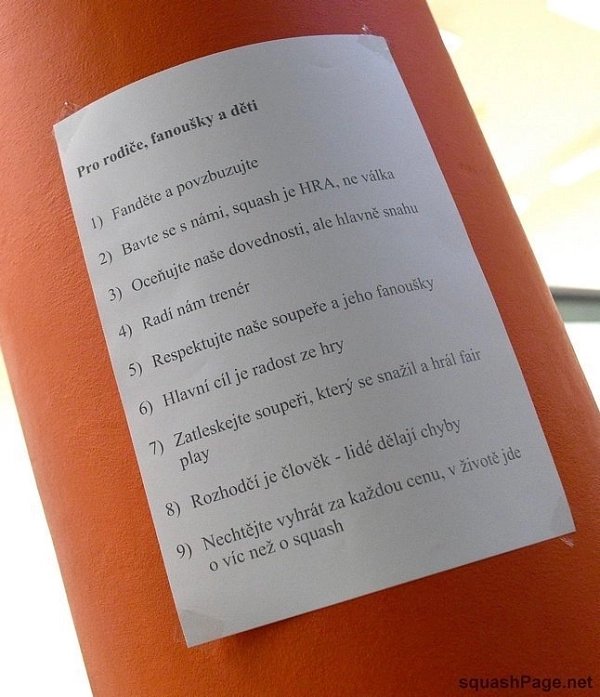 Pro rodiče, fanoušky a děti
1) Fanděte a povzbuzujte
2) Bavte se s námi, squash je HRA, ne válka
3) Oceňujte naše dovednosti, ale hlavně snahu
4) Radí nám trenér
5) Respektujte naše soupeře a jeho fanoušky
6) Hlavní cíl je radost ze hry
7) Zatleskejte soupeři, který se snažil a hrál fair
play
8) Rozhodčí je člověk - lidé dělají chyby
9) Nechtějte vyhrát za každou cenu, v životě jde
o víc než o squash
squashPage.net